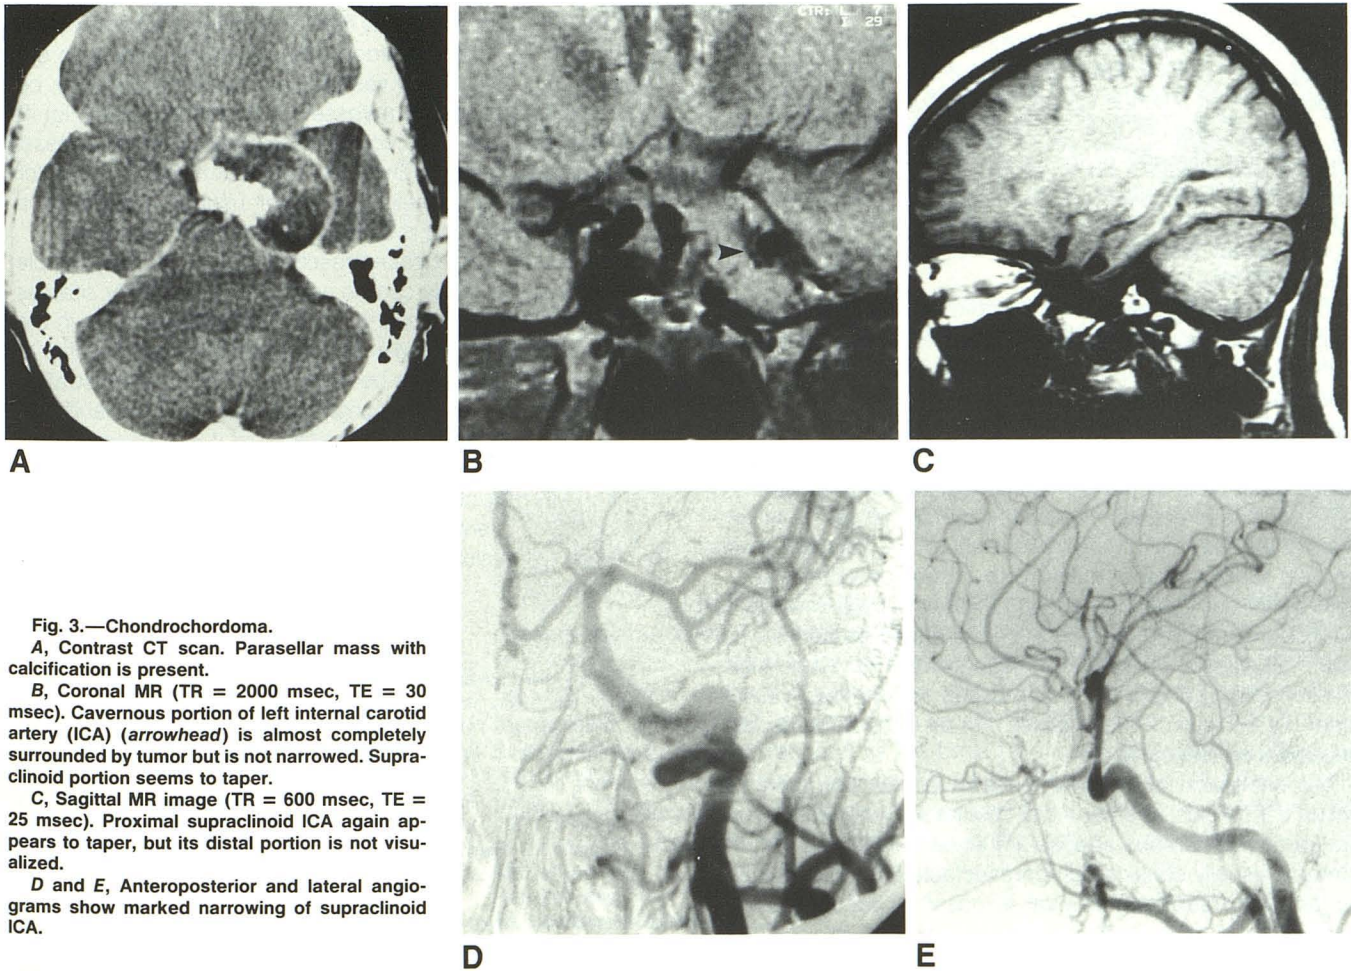 CTR: L 7
I 29
A
B
C
Fig. 3.—Chondrochordoma.
A, Contrast CT scan. Parasellar mass with
calcification is present.
B, Coronal MR (TR = 2000 msec, TE = 30
msec). Cavernous portion of left internal carotid
artery (ICA) (arrowhead) is almost completely
surrounded by tumor but is not narrowed. Supra-
clinoid portion seems to taper.
C, Sagittal MR image (TR = 600 msec, TE =
25 msec). Proximal supraclinoid ICA again ap-
pears to taper, but its distal portion is not visu-
alized.
D and E, Anteroposterior and lateral angio-
grams show marked narrowing of supraclinoid
ICA.
D
E